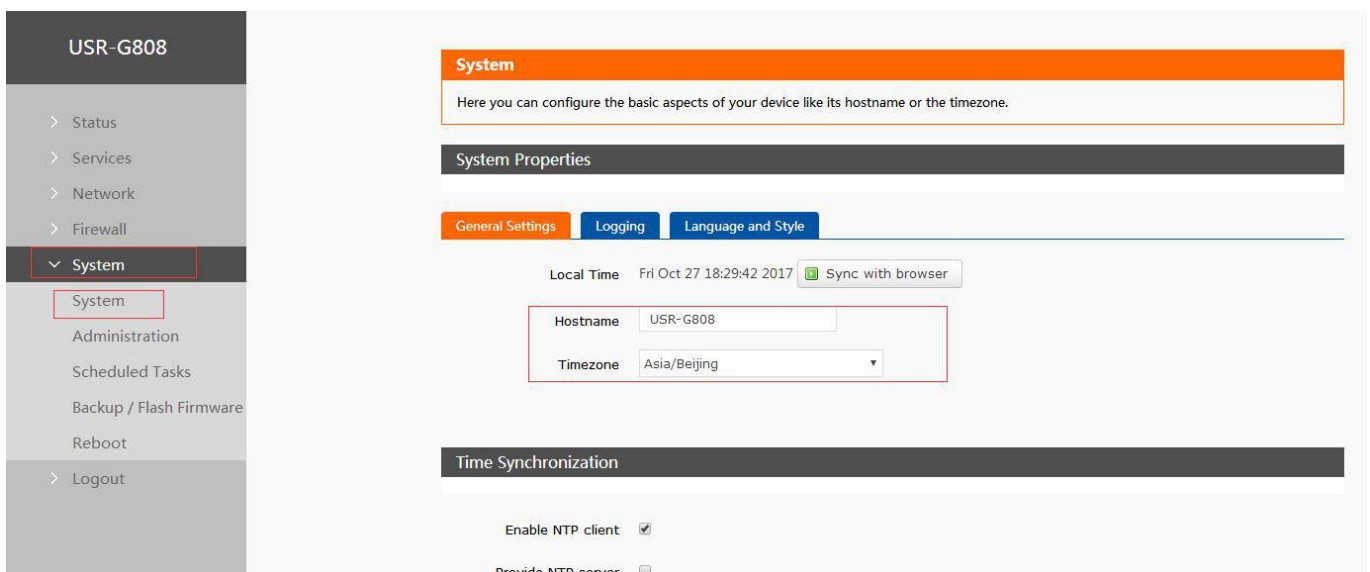 USR-G808
Status
Services
Network
Firewall
System
System
Administration
Scheduled Tasks
Backup / Flash Firmware
Reboot
Logout
System
Here you can configure the basic aspects of your device like its hostname or the timezone.
System Properties
General Settings Logging Language and Style
Local Time Fri Oct 27 18:29:42 2017 Sync with browser
Hostname USR-G808
Timezone Asia/Beijing
Time Synchronization
Enable NTP client
Provide NTP server